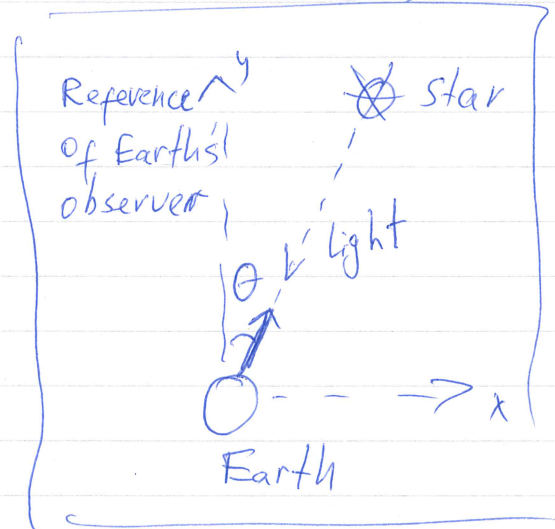 Reference
y
Star
Of Earth's
observer
Light
θ
x
Earth